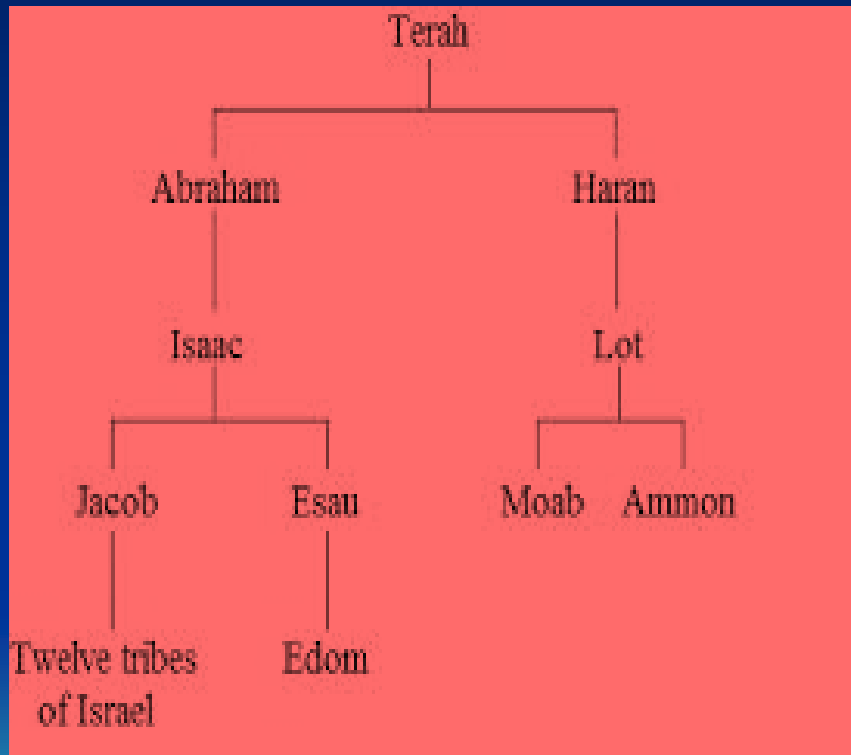 Terah
Abraham Haran
Isaac Lot
Jacob Esau Moab Ammon
Twelve tribes Edom
of Israel